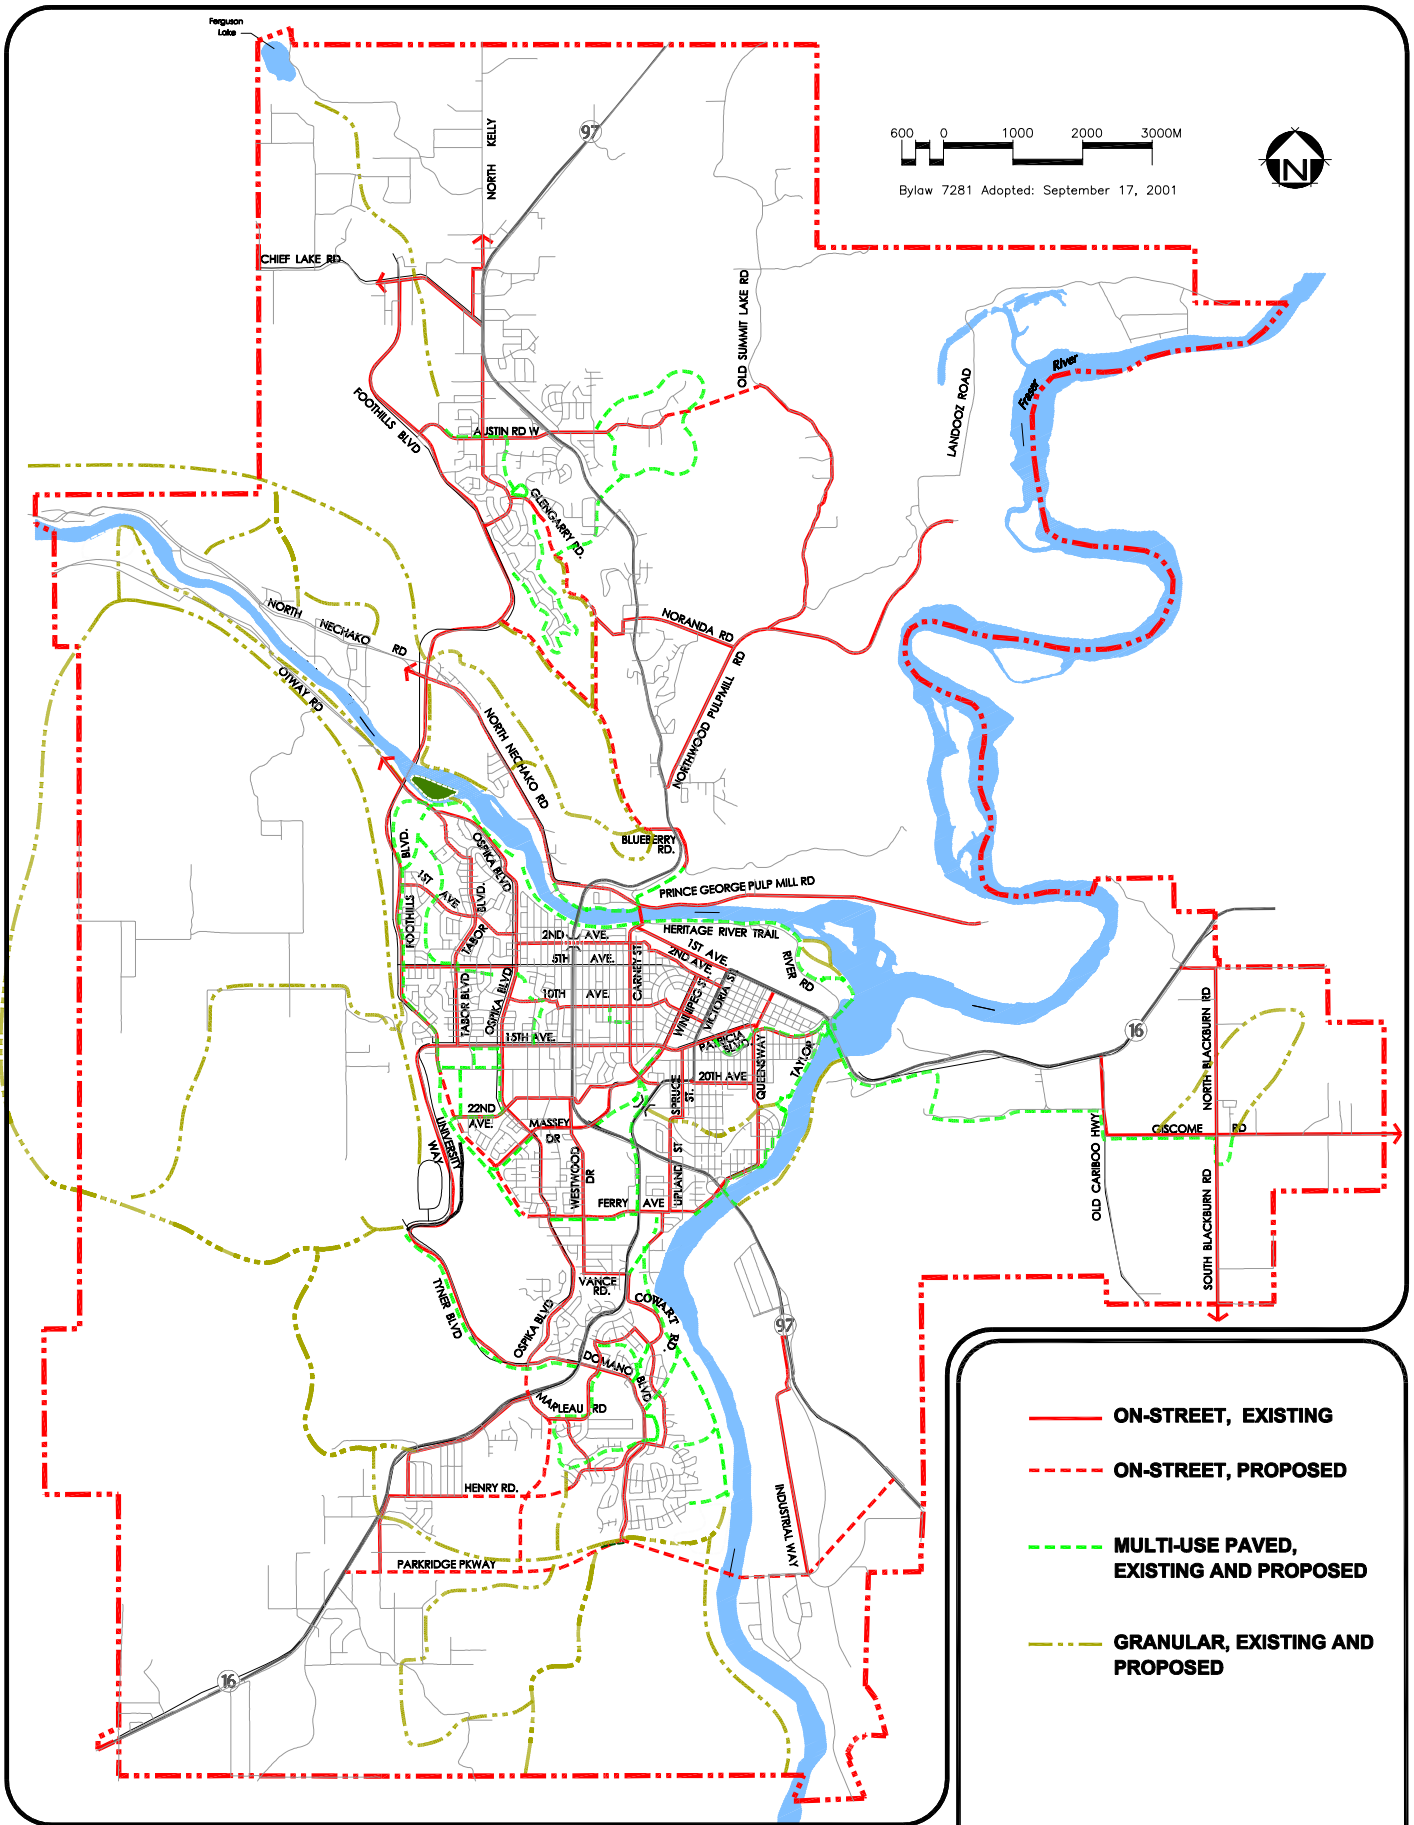 Ferguson
Lake
NORTH KELLY
97
600 0 1000 2000 3000M
Bylaw 7281 Adopted: September 17, 2001
N
CHIEF LAKE RD
OLD SUMMIT LAKE RD
Fraser River
LANDOOZ ROAD
FOOTHILLS BLVD
AUSTIN RD W
GLENGARRY RD.
NORTH NECHAKO RD
NORANDA RD
OTWAY RD
NORTHWOOD PULPMILL RD
NORTH NECHAKO RD
BLUEBERRY
RD.
FOOTHILLS BLVD.
OSPIKA BLVD
1ST AVE
TABOR BLVD.
PRINCE GEORGE PULP MILL RD
HERITAGE RIVER TRAIL
2ND AVE.
1ST AVE.
2ND AVE.
RIVER RD
5TH AVE.
CARNEY ST.
TABOR BLVD
OSPIKA BLVD.
10TH AVE.
WINNIPEG ST.
VICTORIA ST.
15TH AVE.
PATRICIA
BLVD.
QUEENSWAY
TAYLOR
16
NORTH BLACKBURN RD
20TH AVE
SPRUCE
ST.
22ND
AVE.
MASSEY
DR
UNIVERSITY
WAY
OLD CARIBOO HWY
GISCOME RD
WESTWOOD
DR
UPLAND ST
FERRY AVE
SOUTH BLACKBURN RD
TYNER BLVD
VANCE
RD.
COWART RD.
OSPIKA BLVD
97
DOMANO BLVD
MAPLEAU RD
HENRY RD.
INDUSTRIAL WAY
PARKRIDGE PKWAY
16
ON-STREET, EXISTING
ON-STREET, PROPOSED
MULTI-USE PAVED,
EXISTING AND PROPOSED
GRANULAR, EXISTING AND
PROPOSED